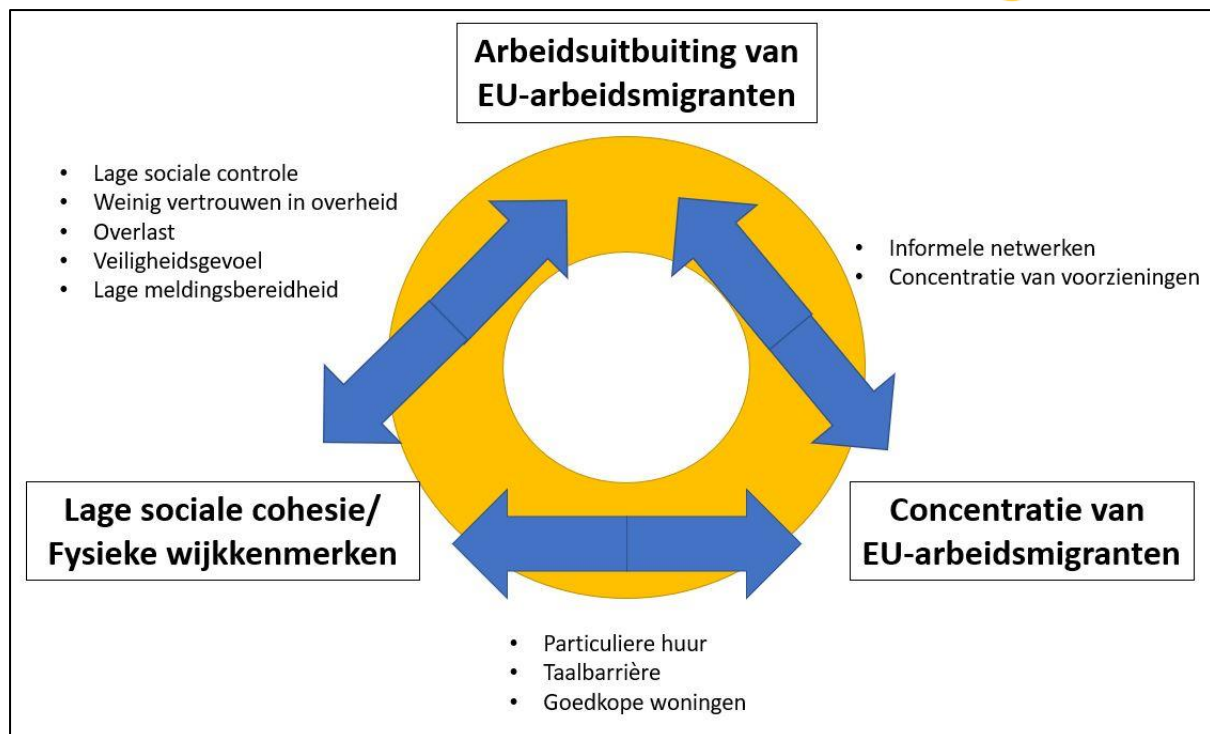 Arbeidsuitbuiting van
EU-arbeidsmigranten
• Lage sociale controle
• Weinig vertrouwen in overheid
• Overlast
• Veiligheidsgevoel
• Lage meldingsbereidheid
• Informele netwerken
• Concentratie van voorzieningen
Lage sociale cohesie/
Fysieke wijkkenmerken
Concentratie van
EU-arbeidsmigranten
• Particuliere huur
• Taalbarrière
• Goedkope woningen